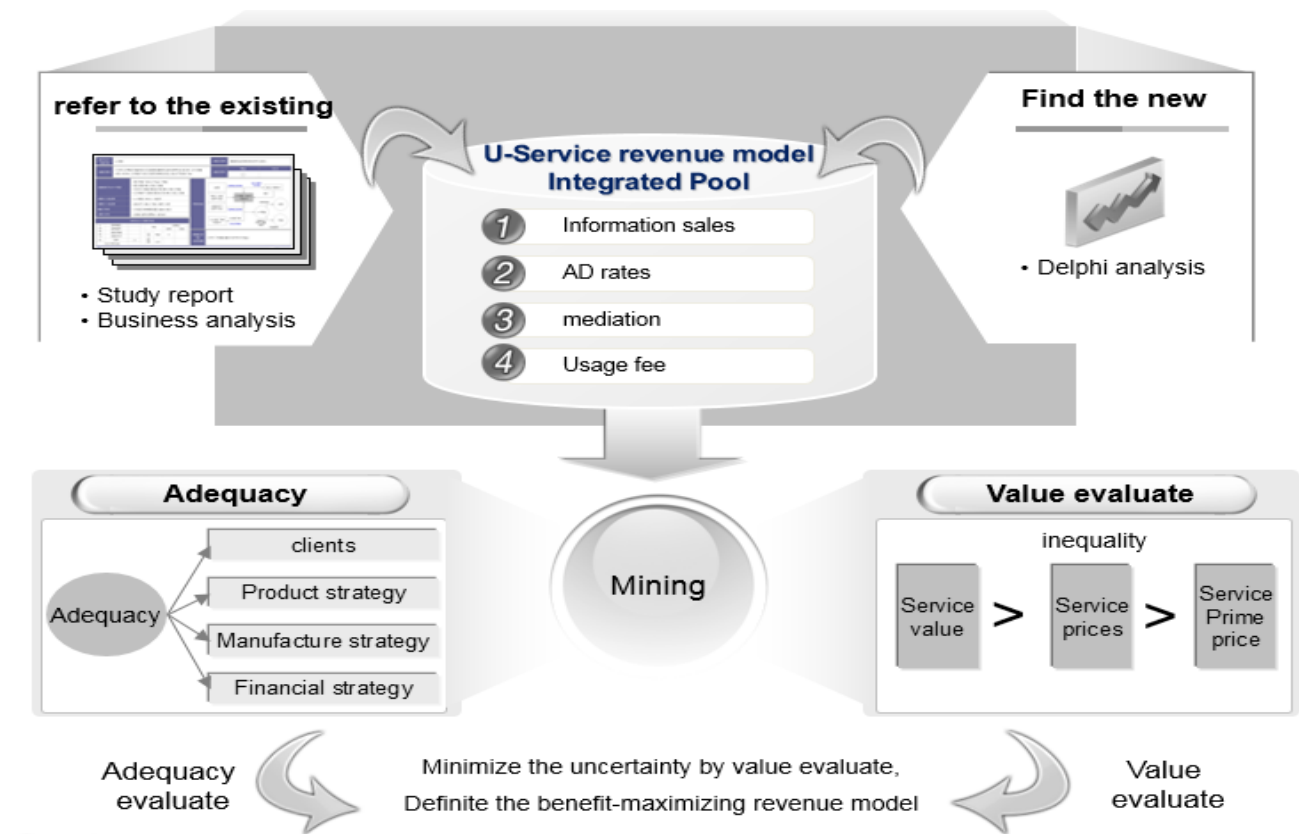 refer to the existing
• Study report
• Business analysis
U-Service revenue model
Integrated Pool
1 Information sales
2 AD rates
3 mediation
4 Usage fee
Find the new
• Delphi analysis
Adequacy
Adequacy
clients
Product strategy
Manufacture strategy
Financial strategy
Mining
Value evaluate
inequality
Service
value
>
Service
prices
>
Service
Prime
price
Adequacy
evaluate
Minimize the uncertainty by value evaluate,
Definite the benefit-maximizing revenue model
Value
evaluate